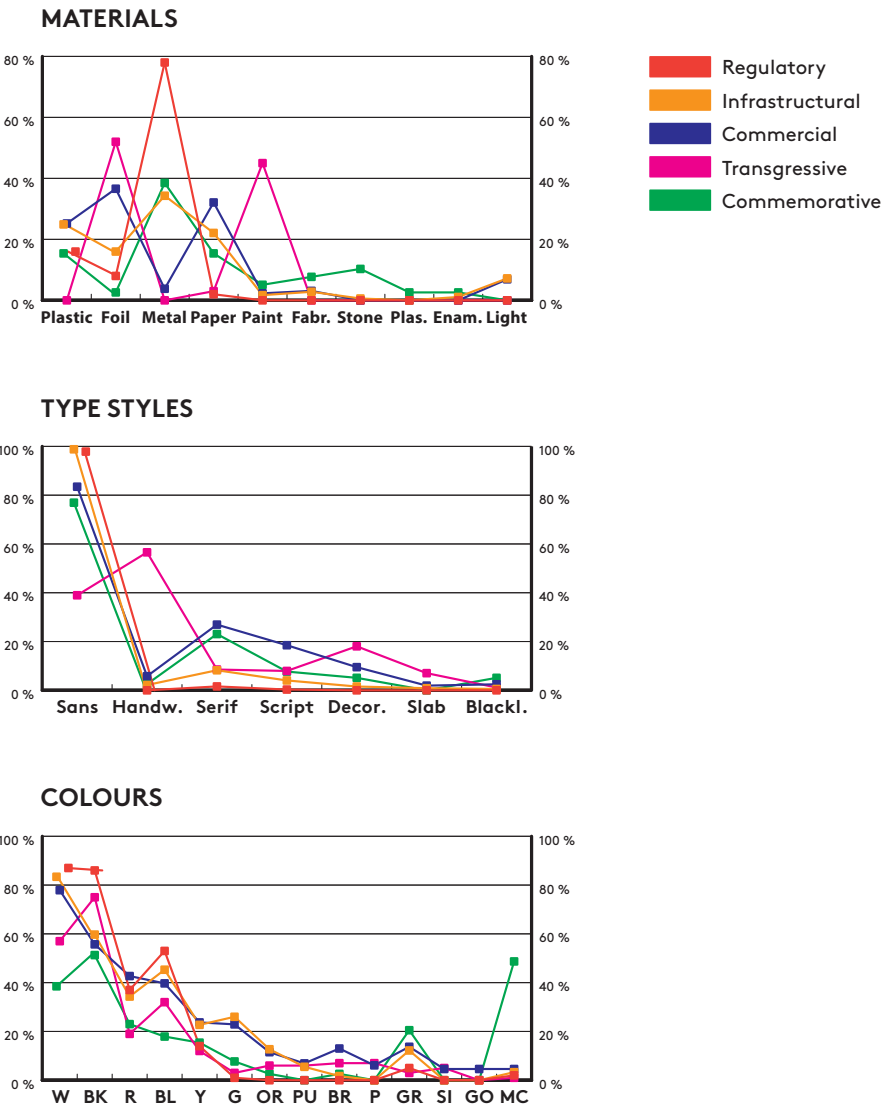 MATERIALS
80 % 80 %
60 % 60 %
40 % 40 %
20 % 20 %
0 % 0 %
Plastic Foil Metal Paper Paint Fabr. Stone Plas. Enam. Light
Regulatory
Infrastructural
Commercial
Transgressive
Commemorative
TYPE STYLES
100 % 100 %
80 % 80 %
60 % 60 %
40 % 40 %
20 % 20 %
0 % 0 %
Sans Handw. Serif Script Decor. Slab Blackl.
COLOURS
100 % 100 %
80 % 80 %
60 % 60 %
40 % 40 %
20 % 20 %
0 % 0 %
W BK R BL Y G OR PU BR P GR SI GO MC